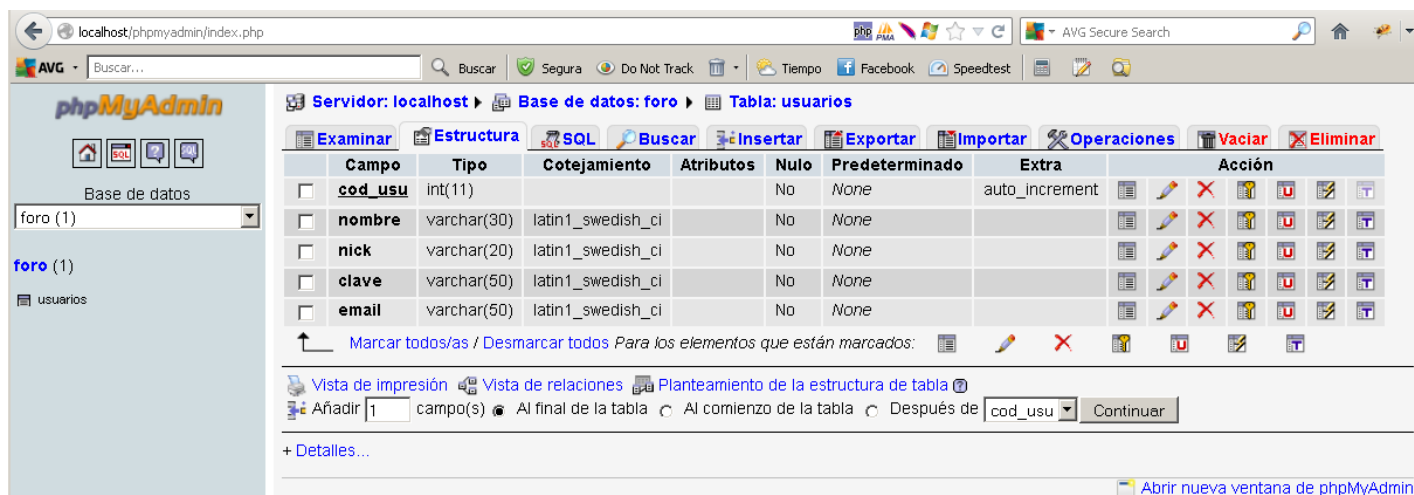 localhost/phpmyadmin/index.php php PMA AVG Secure Search
AVG Buscar... Buscar Segura Do Not Track Tiempo Facebook Speedtest
phpMyAdmin
SQL
Base de datos
foro (1)
foro (1)
usuarios
Servidor: localhost Base de datos: foro Tabla: usuarios
Examinar Estructura SQL Buscar Insertar Exportar Importar Operaciones Vaciar Eliminar
Campo Tipo Cotejamiento Atributos Nulo Predeterminado Extra Acción
cod_usu int(11) No None auto_increment
nombre varchar(30) latin1_swedish_ci No None
nick varchar(20) latin1_swedish_ci No None
clave varchar(50) latin1_swedish_ci No None
email varchar(50) latin1_swedish_ci No None
Marcar todos/as / Desmarcar todos Para los elementos que están marcados:
Vista de impresión Vista de relaciones Planteamiento de la estructura de tabla
Añadir 1 campo(s) Al final de la tabla Al comienzo de la tabla Después de cod_usu Continuar
+ Detalles...
Abrir nueva ventana de phpMyAdmin